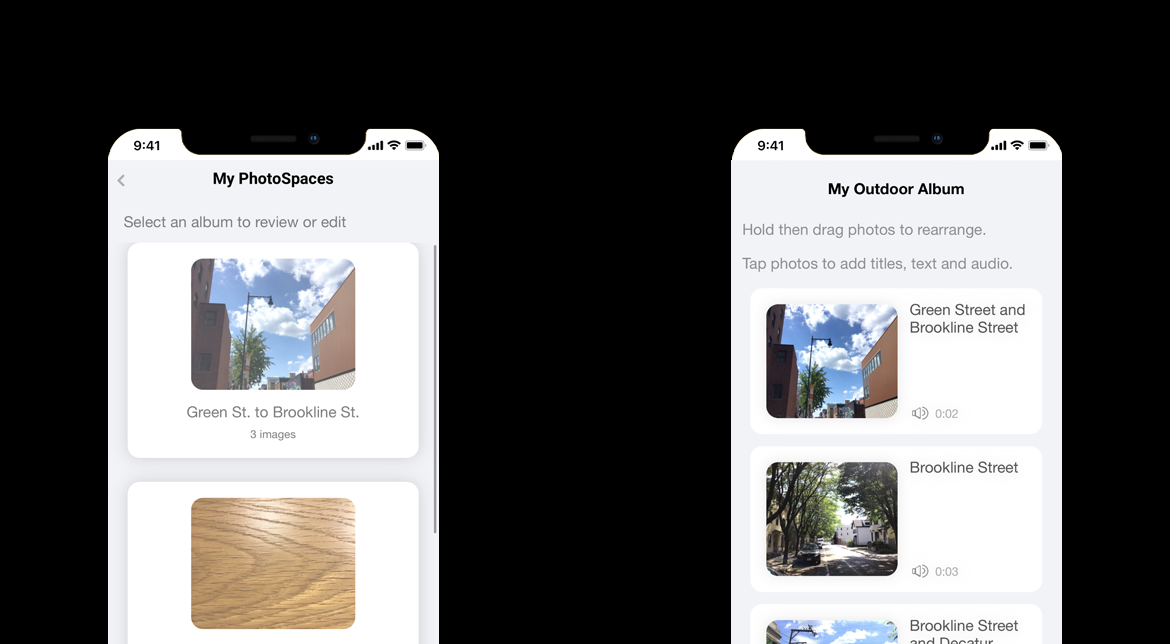 9:41
My PhotoSpaces
Select an album to review or edit
Green St. to Brookline St.
3 images
9:41
My Outdoor Album
Hold then drag photos to rearrange.
Tap photos to add titles, text and audio.
Green Street and
Brookline Street
0:02
Brookline Street
0:03
Brookline Street
and Decatur